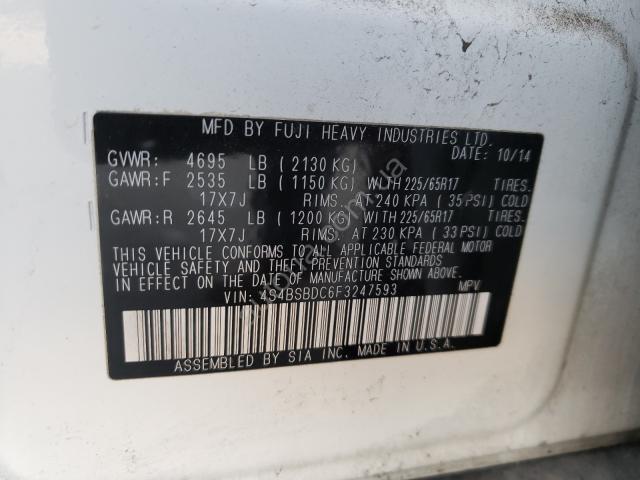 MFD BY FUJI HEAVY INDUSTRIES LTD.
DATE: 10/14
GVWR: 4695 LB (2130 KG)
GAWR:F 2535 LB (1150 KG) WITH 225/65R17 TIRES.
17X7J RIMS. AT 240 KPA (35 PSI) COLD
GAWR:R 2645 LB (1200 KG) WITH 225/65R17 TIRES.
17X7J RIMS. AT 230 KPA (33 PSI) COLD
THIS VEHICLE CONFORMS TO ALL APPLICABLE FEDERAL MOTOR
VEHICLE SAFETY AND THEFT PREVENTION STANDARDS
IN EFFECT ON THE DATE OF MANUFACTURE SHOWN ABOVE.
VIN: 4S4BSBDC6F3247593 MPV
ASSEMBLED BY SIA INC. MADE IN U.S.A.